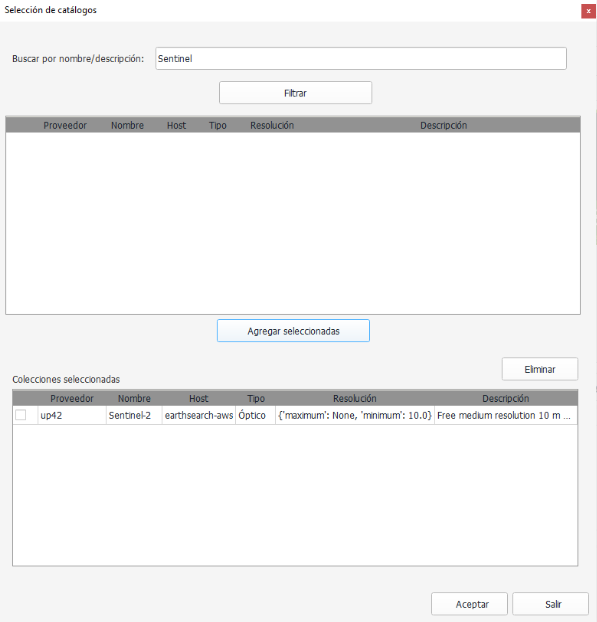 Selección de catálogos
x
Buscar por nombre/descripción: Sentinel
Filtrar
Proveedor Nombre Host Tipo Resolución Descripción
Agregar seleccionadas
Eliminar
Colecciones seleccionadas
Proveedor Nombre Host Tipo Resolución Descripción
up42 Sentinel-2 earthsearch-aws Óptico {'maximum': None, 'minimum': 10.0} Free medium resolution 10 m ...
Aceptar Salir